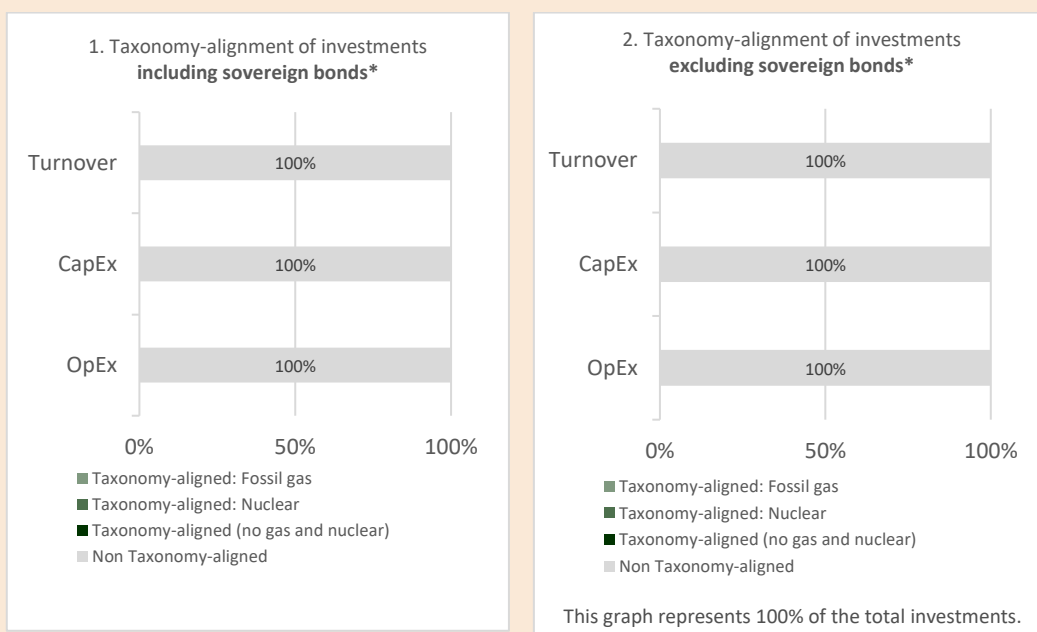 1. Taxonomy-alignment of investments
including sovereign bonds*
Turnover
100%
CapEx
100%
OpEx
100%
0%
50%
100%
Taxonomy-aligned: Fossil gas
Taxonomy-aligned: Nuclear
Taxonomy-aligned (no gas and nuclear)
Non Taxonomy-aligned
2. Taxonomy-alignment of investments
excluding sovereign bonds*
Turnover
100%
CapEx
100%
OpEx
100%
0%
50%
100%
Taxonomy-aligned: Fossil gas
Taxonomy-aligned: Nuclear
Taxonomy-aligned (no gas and nuclear)
Non Taxonomy-aligned
This graph represents 100% of the total investments.